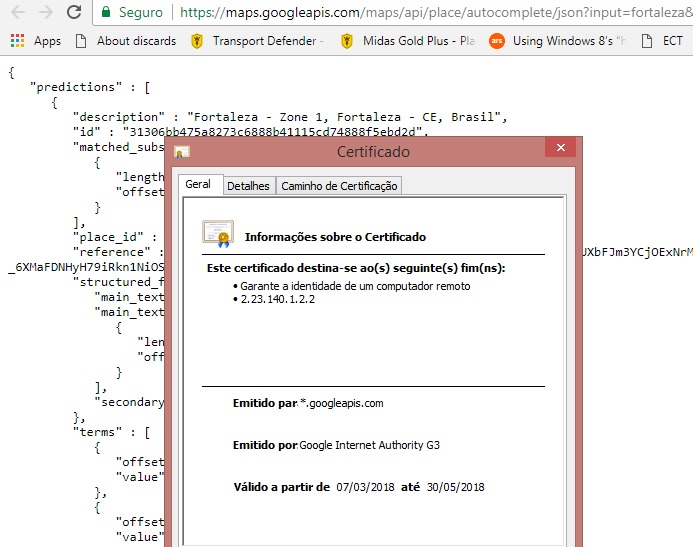 Seguro https://maps.googleapis.com/maps/api/place/autocomplete/json?input=fortaleza&
Apps About discards Transport Defender - Midas Gold Plus - Pla ars Using Windows 8's "h ECT
{
"predictions" : [
{
"description" : "Fortaleza - Zone 1, Fortaleza - CE, Brasil",
"id" : "31306bb475a8273c6888b41115cd74888f5ebd2d",
"matched_subs
{
"length
"offset
}
],
"place_id" :
"reference" : UXbFJm3YCjOExNrM
_6XMaFDNHyH79iRkn1NiOS
"structured_f
"main_text
"main_text
{
"len
"off
}
],
"secondary
},
"terms" : [
{
"offset
"value"
},
{
"offset
"value"
Certificado
Geral Detalhes Caminho de Certificação
Informações sobre o Certificado
Este certificado destina-se ao(s) seguinte(s) fim(ns):
• Garante a identidade de um computador remoto
• 2.23.140.1.2.2
Emitido par *.googleapis.com
Emitido por Google Internet Authority G3
Válido a partir de 07/03/2018 até 30/05/2018